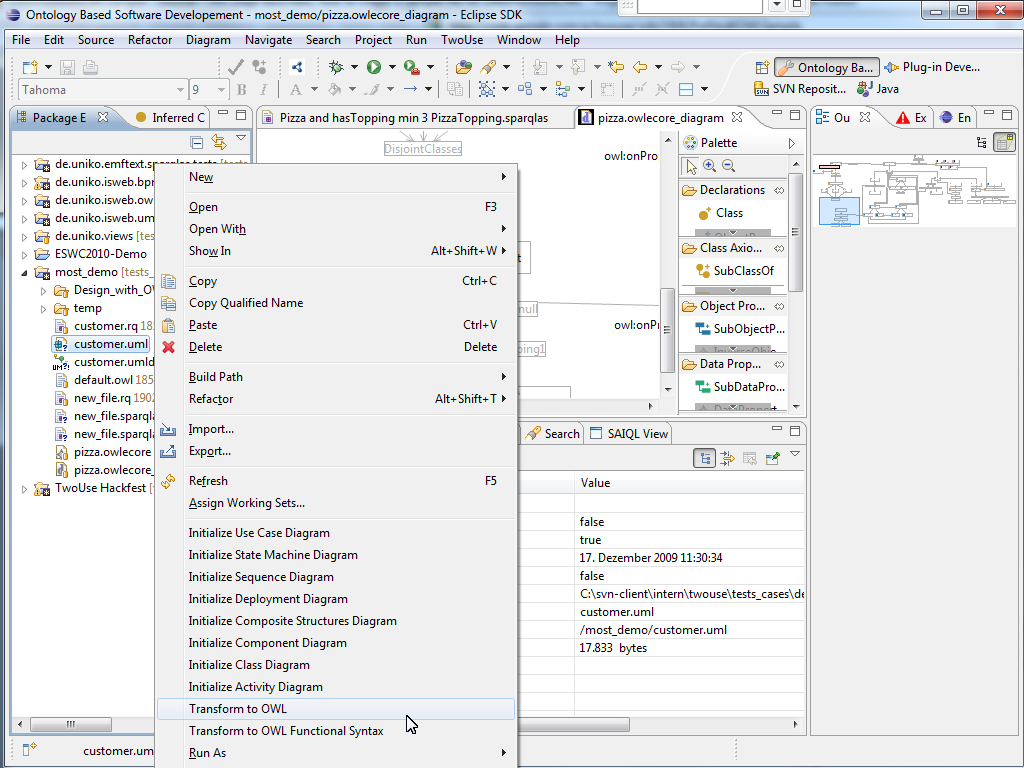 Ontology Based Software Developement - most_demo/pizza.owlecore_diagram - Eclipse SDK
File Edit Source Refactor Diagram Navigate Search Project Run TwoUse Window Help
Ontology Ba... Plug-in Deve...
Tahoma 9 B I A SVN Reposit... Java
Package E Inferred C Pizza and hasTopping min 3 PizzaTopping.sparqlas pizza.owlecore_diagram Ou Ex En
DisjointClasses
owl:onPro
Palette
Declarations
Class
Class Axio...
SubClassOf
Object Pro...
SubObjectP...
Data Prop...
SubDataPro...
null
owl:onPr
ping1
de.uniko.emftext.sparqlas.tests
de.uniko.isweb.bpr
de.uniko.isweb.ow
de.uniko.isweb.um
de.uniko.views [tes
ESWC2010-Demo
most_demo [tests_
Design_with_OW
temp
customer.rq 18
customer.uml
customer.umld
default.owl 185
new_file.rq 1902
new_file.sparqla
new_file.sparqla
pizza.owlecore
pizza.owlecore_
TwoUse Hackfest [
New
Open F3
Open With
Show In Alt+Shift+W
Copy Ctrl+C
Copy Qualified Name
Paste Ctrl+V
Delete Delete
Build Path
Refactor Alt+Shift+T
Import...
Export...
Refresh F5
Assign Working Sets...
Initialize Use Case Diagram
Initialize State Machine Diagram
Initialize Sequence Diagram
Initialize Deployment Diagram
Initialize Composite Structures Diagram
Initialize Component Diagram
Initialize Class Diagram
Initialize Activity Diagram
Transform to OWL
Transform to OWL Functional Syntax
Run As
Search SAIQL View
Value
false
true
17. Dezember 2009 11:30:34
false
C:\svn-client\intern\twouse\tests_cases\de
customer.uml
/most_demo/customer.uml
17.833 bytes
customer.um